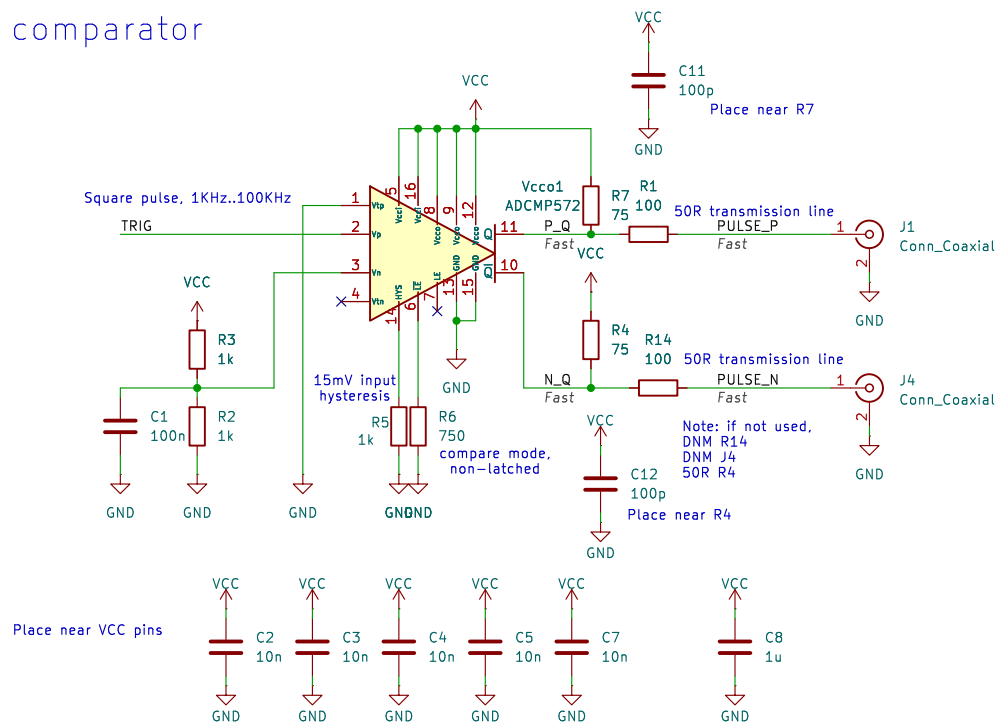 comparator
VCC
C11
100p
Place near R7
GND
VCC
Square pulse, 1KHz..100KHz
TRIG
1
2
3
4
Vtp
Vp
Vn
Vtn
5
16
8
9
12
Vcci
Vcci
Vcco
Vcco
Vcco
Q
Q
HYS
LE
LE
GND
GND
14
6
7
13
15
11
10
Vcco1
ADCMP572
R7
75
R1
100
P_Q
Fast
50R transmission line
PULSE_P
Fast
1
2
J1
Conn_Coaxial
GND
VCC
R4
75
R14
100
N_Q
Fast
50R transmission line
PULSE_N
Fast
1
2
J4
Conn_Coaxial
GND
Note: if not used,
DNM R14
DNM J4
50R R4
VCC
C12
100p
Place near R4
GND
VCC
R3
1k
C1
100n
R2
1k
GND
GND
GND
15mV input
hysteresis
R5
1k
R6
750
compare mode,
non-latched
GND
GND
GND
Place near VCC pins
VCC
C2
10n
GND
VCC
C3
10n
GND
VCC
C4
10n
GND
VCC
C5
10n
GND
VCC
C7
10n
GND
VCC
C8
1u
GND